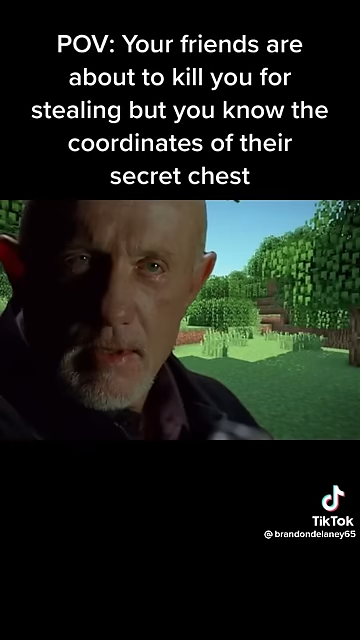 POV: Your friends are
about to kill you for
stealing but you know the
coordinates of their
secret chest
TikTok
@brandondelaney65